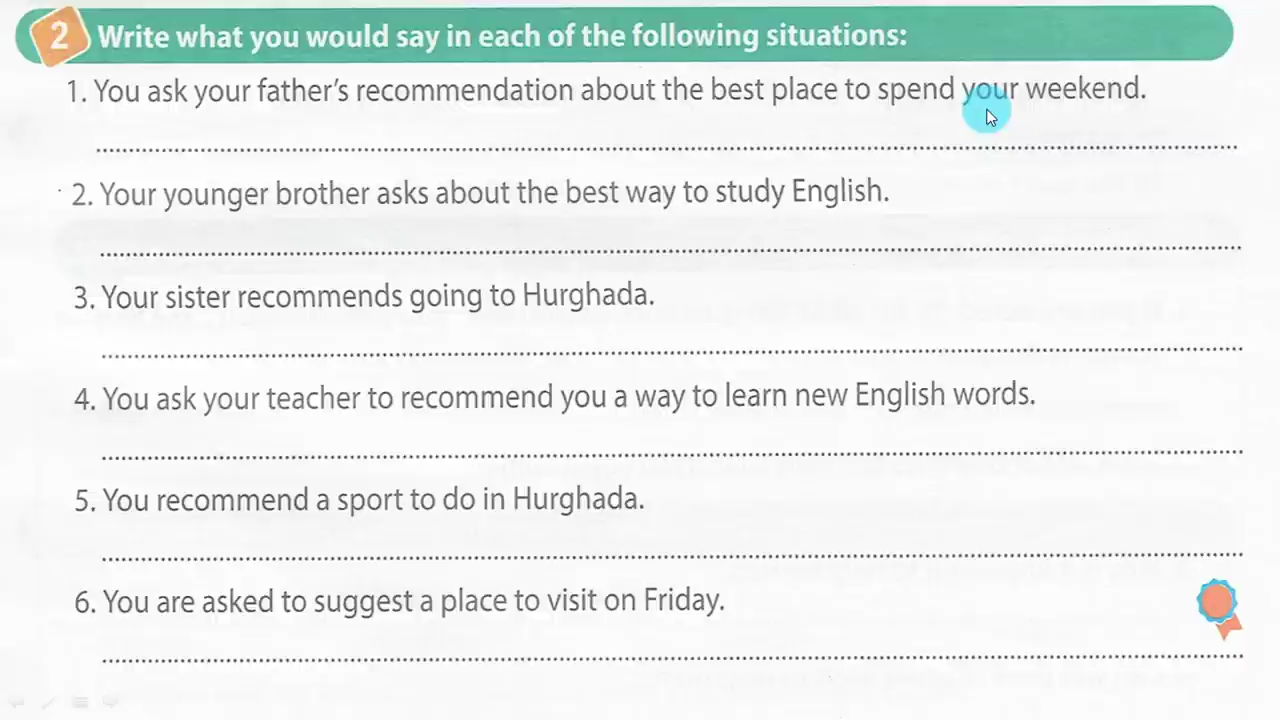 2 Write what you would say in each of the following situations:
1. You ask your father's recommendation about the best place to spend your weekend.
2. Your younger brother asks about the best way to study English.
3. Your sister recommends going to Hurghada.
4. You ask your teacher to recommend you a way to learn new English words.
5. You recommend a sport to do in Hurghada.
6. You are asked to suggest a place to visit on Friday.